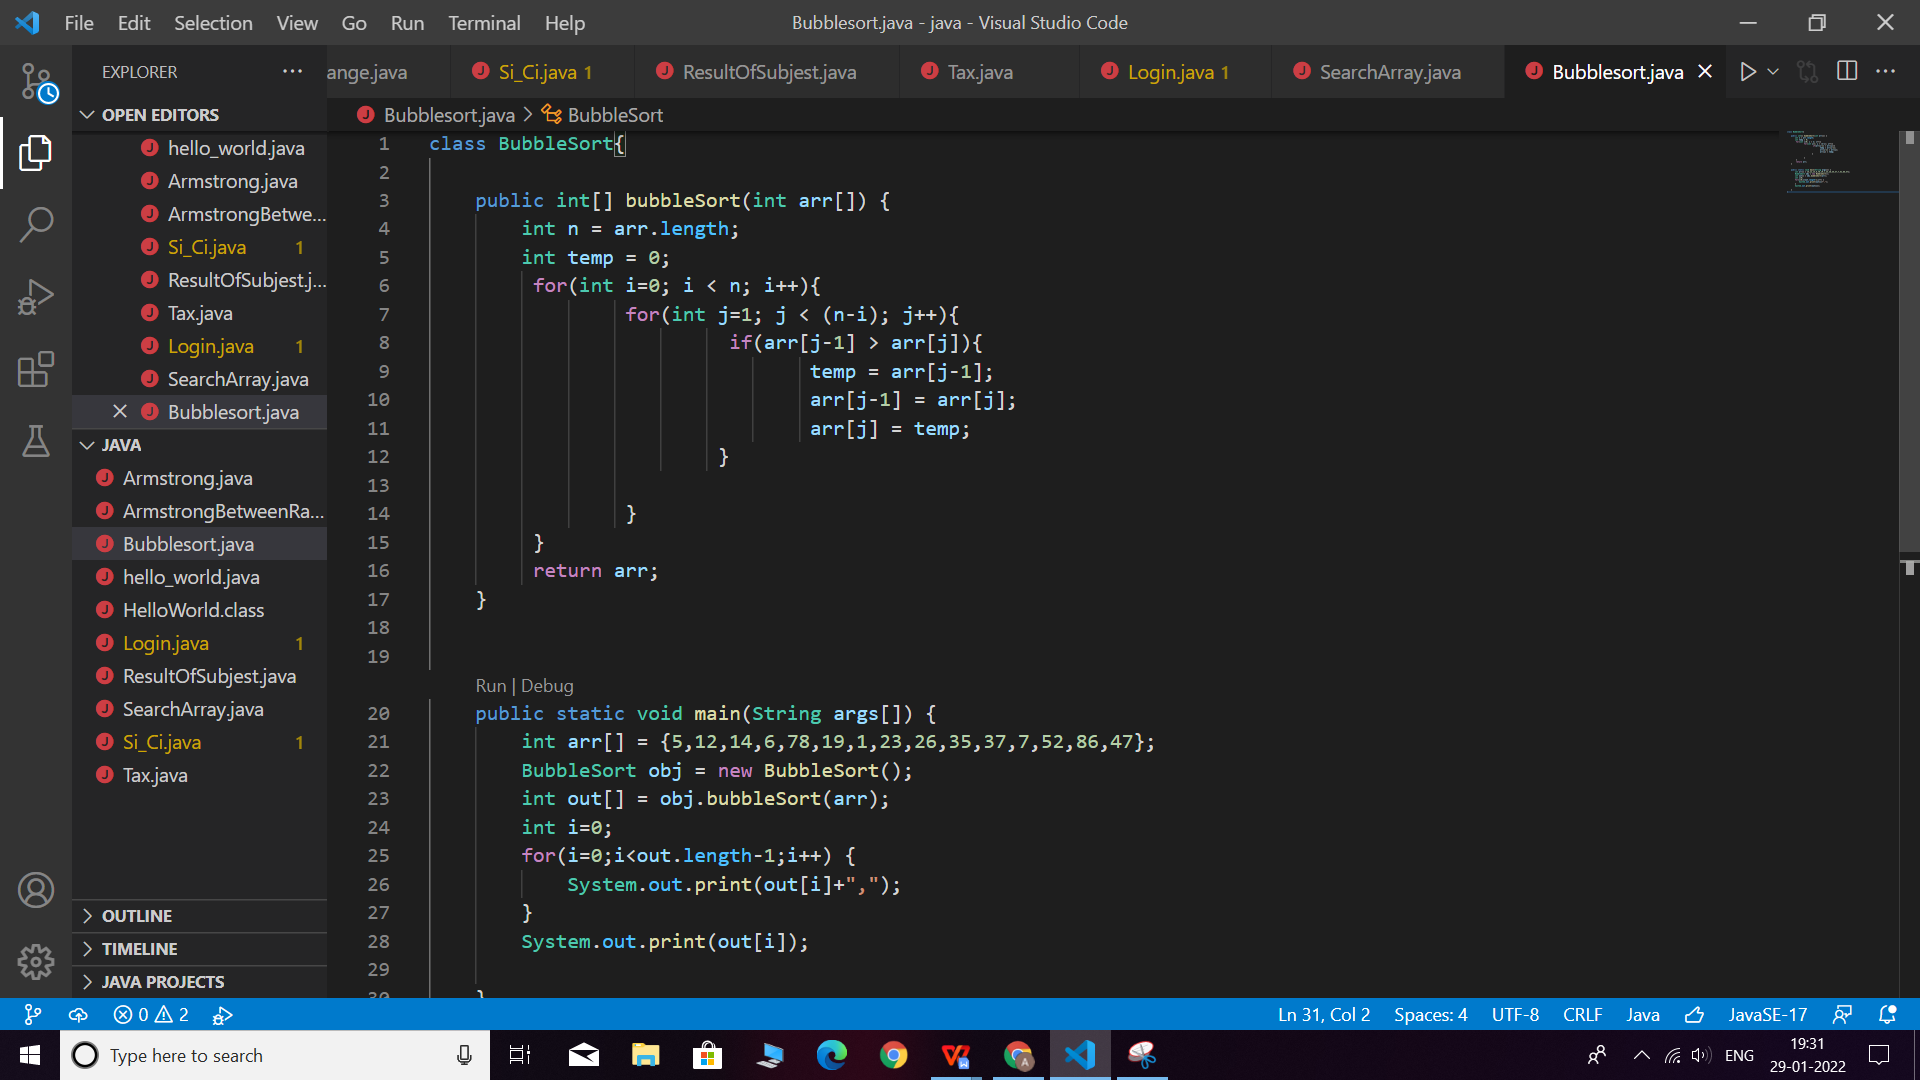 File Edit Selection View Go Run Terminal Help
Bubblesort.java - java - Visual Studio Code
EXPLORER
ange.java
Si_Ci.java 1
ResultOfSubjest.java
Tax.java
Login.java 1
SearchArray.java
Bubblesort.java
OPEN EDITORS
hello_world.java
Armstrong.java
ArmstrongBetwe...
Si_Ci.java 1
ResultOfSubjest.j...
Tax.java
Login.java 1
SearchArray.java
Bubblesort.java
JAVA
Armstrong.java
ArmstrongBetweenRa...
Bubblesort.java
hello_world.java
HelloWorld.class
Login.java 1
ResultOfSubjest.java
SearchArray.java
Si_Ci.java 1
Tax.java
OUTLINE
TIMELINE
JAVA PROJECTS
Bubblesort.java > BubbleSort
1 class BubbleSort{
2
3 public int[] bubbleSort(int arr[]) {
4 int n = arr.length;
5 int temp = 0;
6 for(int i=0; i < n; i++){
7 for(int j=1; j < (n-i); j++){
8 if(arr[j-1] > arr[j]){
9 temp = arr[j-1];
10 arr[j-1] = arr[j];
11 arr[j] = temp;
12 }
13
14 }
15 }
16 return arr;
17 }
18
19
Run | Debug
20 public static void main(String args[]) {
21 int arr[] = {5,12,14,6,78,19,1,23,26,35,37,7,52,86,47};
22 BubbleSort obj = new BubbleSort();
23 int out[] = obj.bubbleSort(arr);
24 int i=0;
25 for(i=0;i<out.length-1;i++) {
26 System.out.print(out[i]+",");
27 }
28 System.out.print(out[i]);
29
30 }
0 2
Ln 31, Col 2 Spaces: 4 UTF-8 CRLF Java JavaSE-17
Type here to search
ENG
19:31
29-01-2022